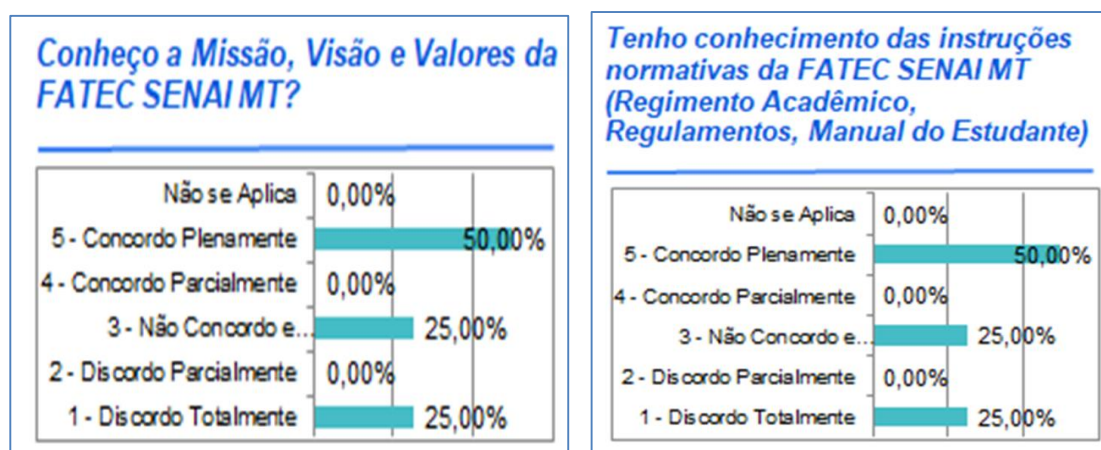 Conheço a Missão, Visão e Valores da
FATEC SENAI MT?
Não se Aplica 0,00%
5 - Concordo Plenamente 50,00%
4 - Concordo Parcialmente 0,00%
3 - Não Concordo e... 25,00%
2 - Discordo Parcialmente 0,00%
1 - Discordo Totalmente 25,00%
Tenho conhecimento das instruções
normativas da FATEC SENAI MT
(Regimento Acadêmico,
Regulamentos, Manual do Estudante)
Não se Aplica 0,00%
5 - Concordo Plenamente 50,00%
4 - Concordo Parcialmente 0,00%
3 - Não Concordo e... 25,00%
2 - Discordo Parcialmente 0,00%
1 - Discordo Totalmente 25,00%